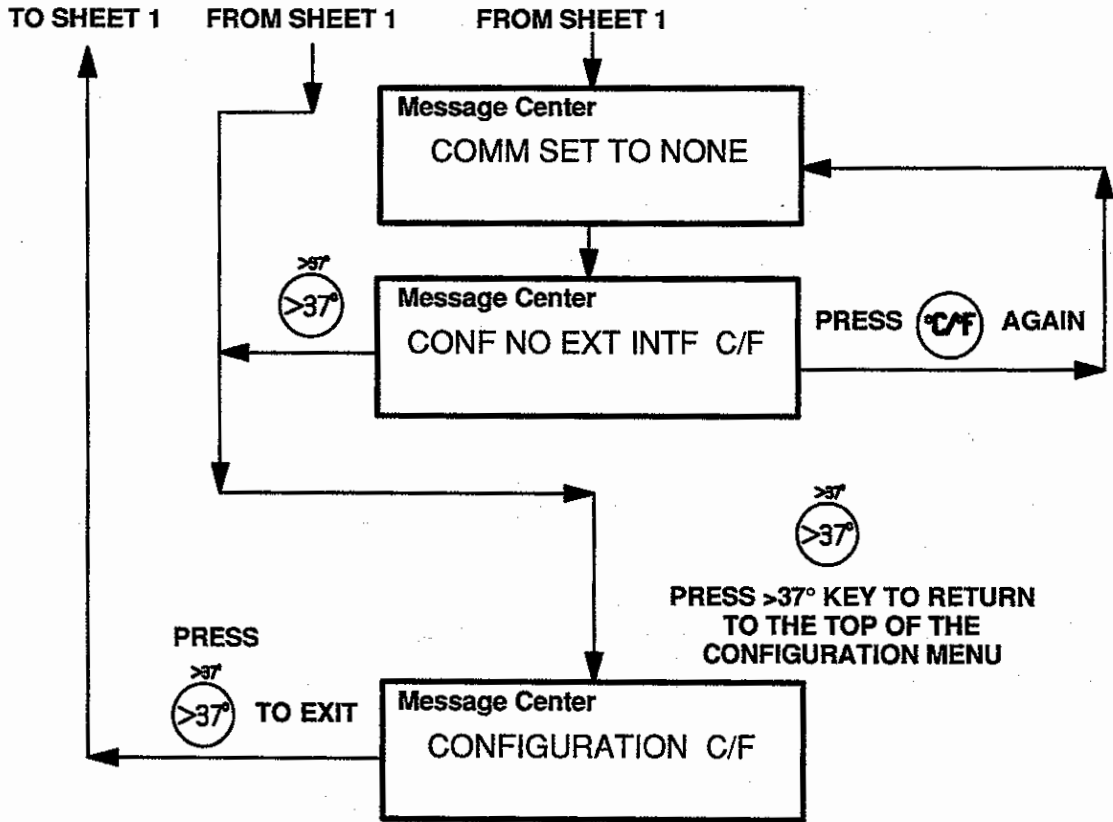 TO SHEET 1
FROM SHEET 1
FROM SHEET 1
Message Center
COMM SET TO NONE
>37°
>37°
Message Center
CONF NO EXT INTF C/F
PRESS °C/°F AGAIN
>37°
>37°
PRESS >37° KEY TO RETURN
TO THE TOP OF THE
CONFIGURATION MENU
PRESS
>37°
>37° TO EXIT
Message Center
CONFIGURATION C/F